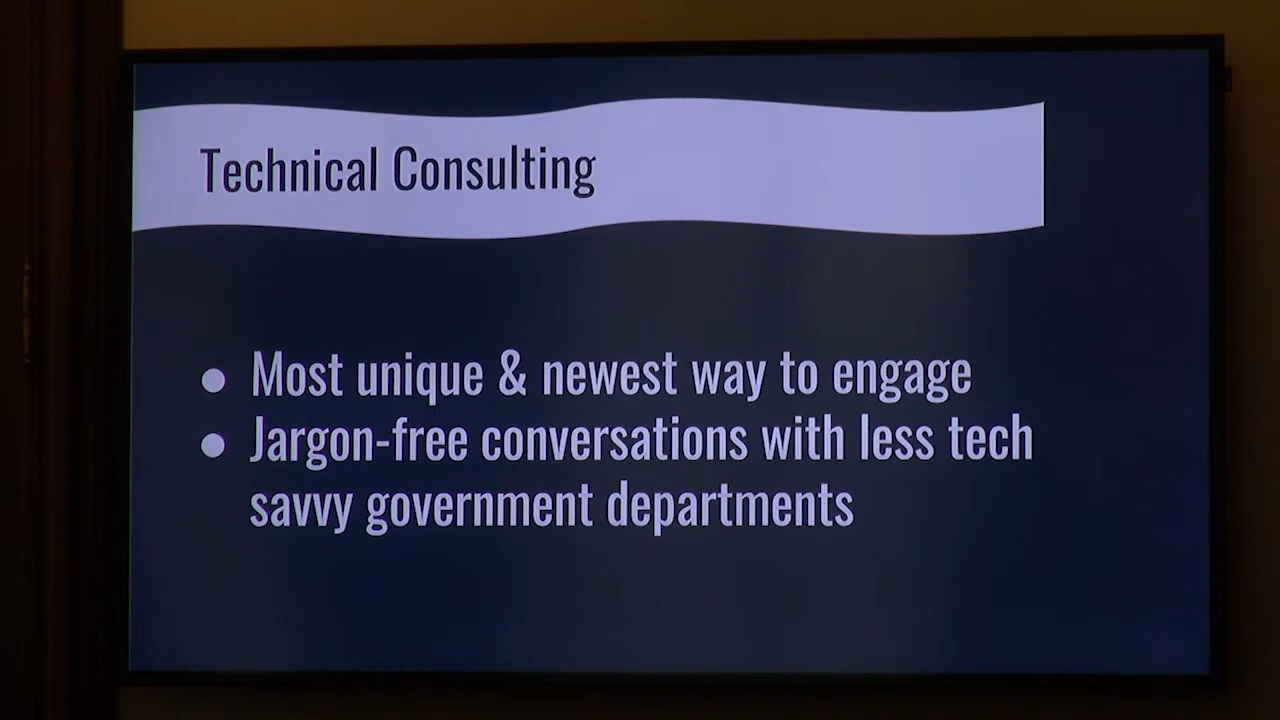 Technical Consulting
● Most unique & newest way to engage
● Jargon-free conversations with less tech
savvy government departments